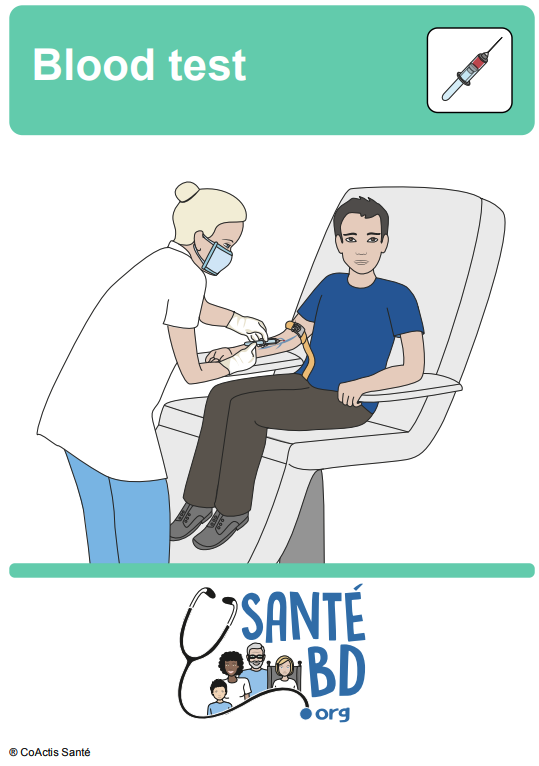 Blood test
SANTÉ
BD
.org
® CoActis Santé